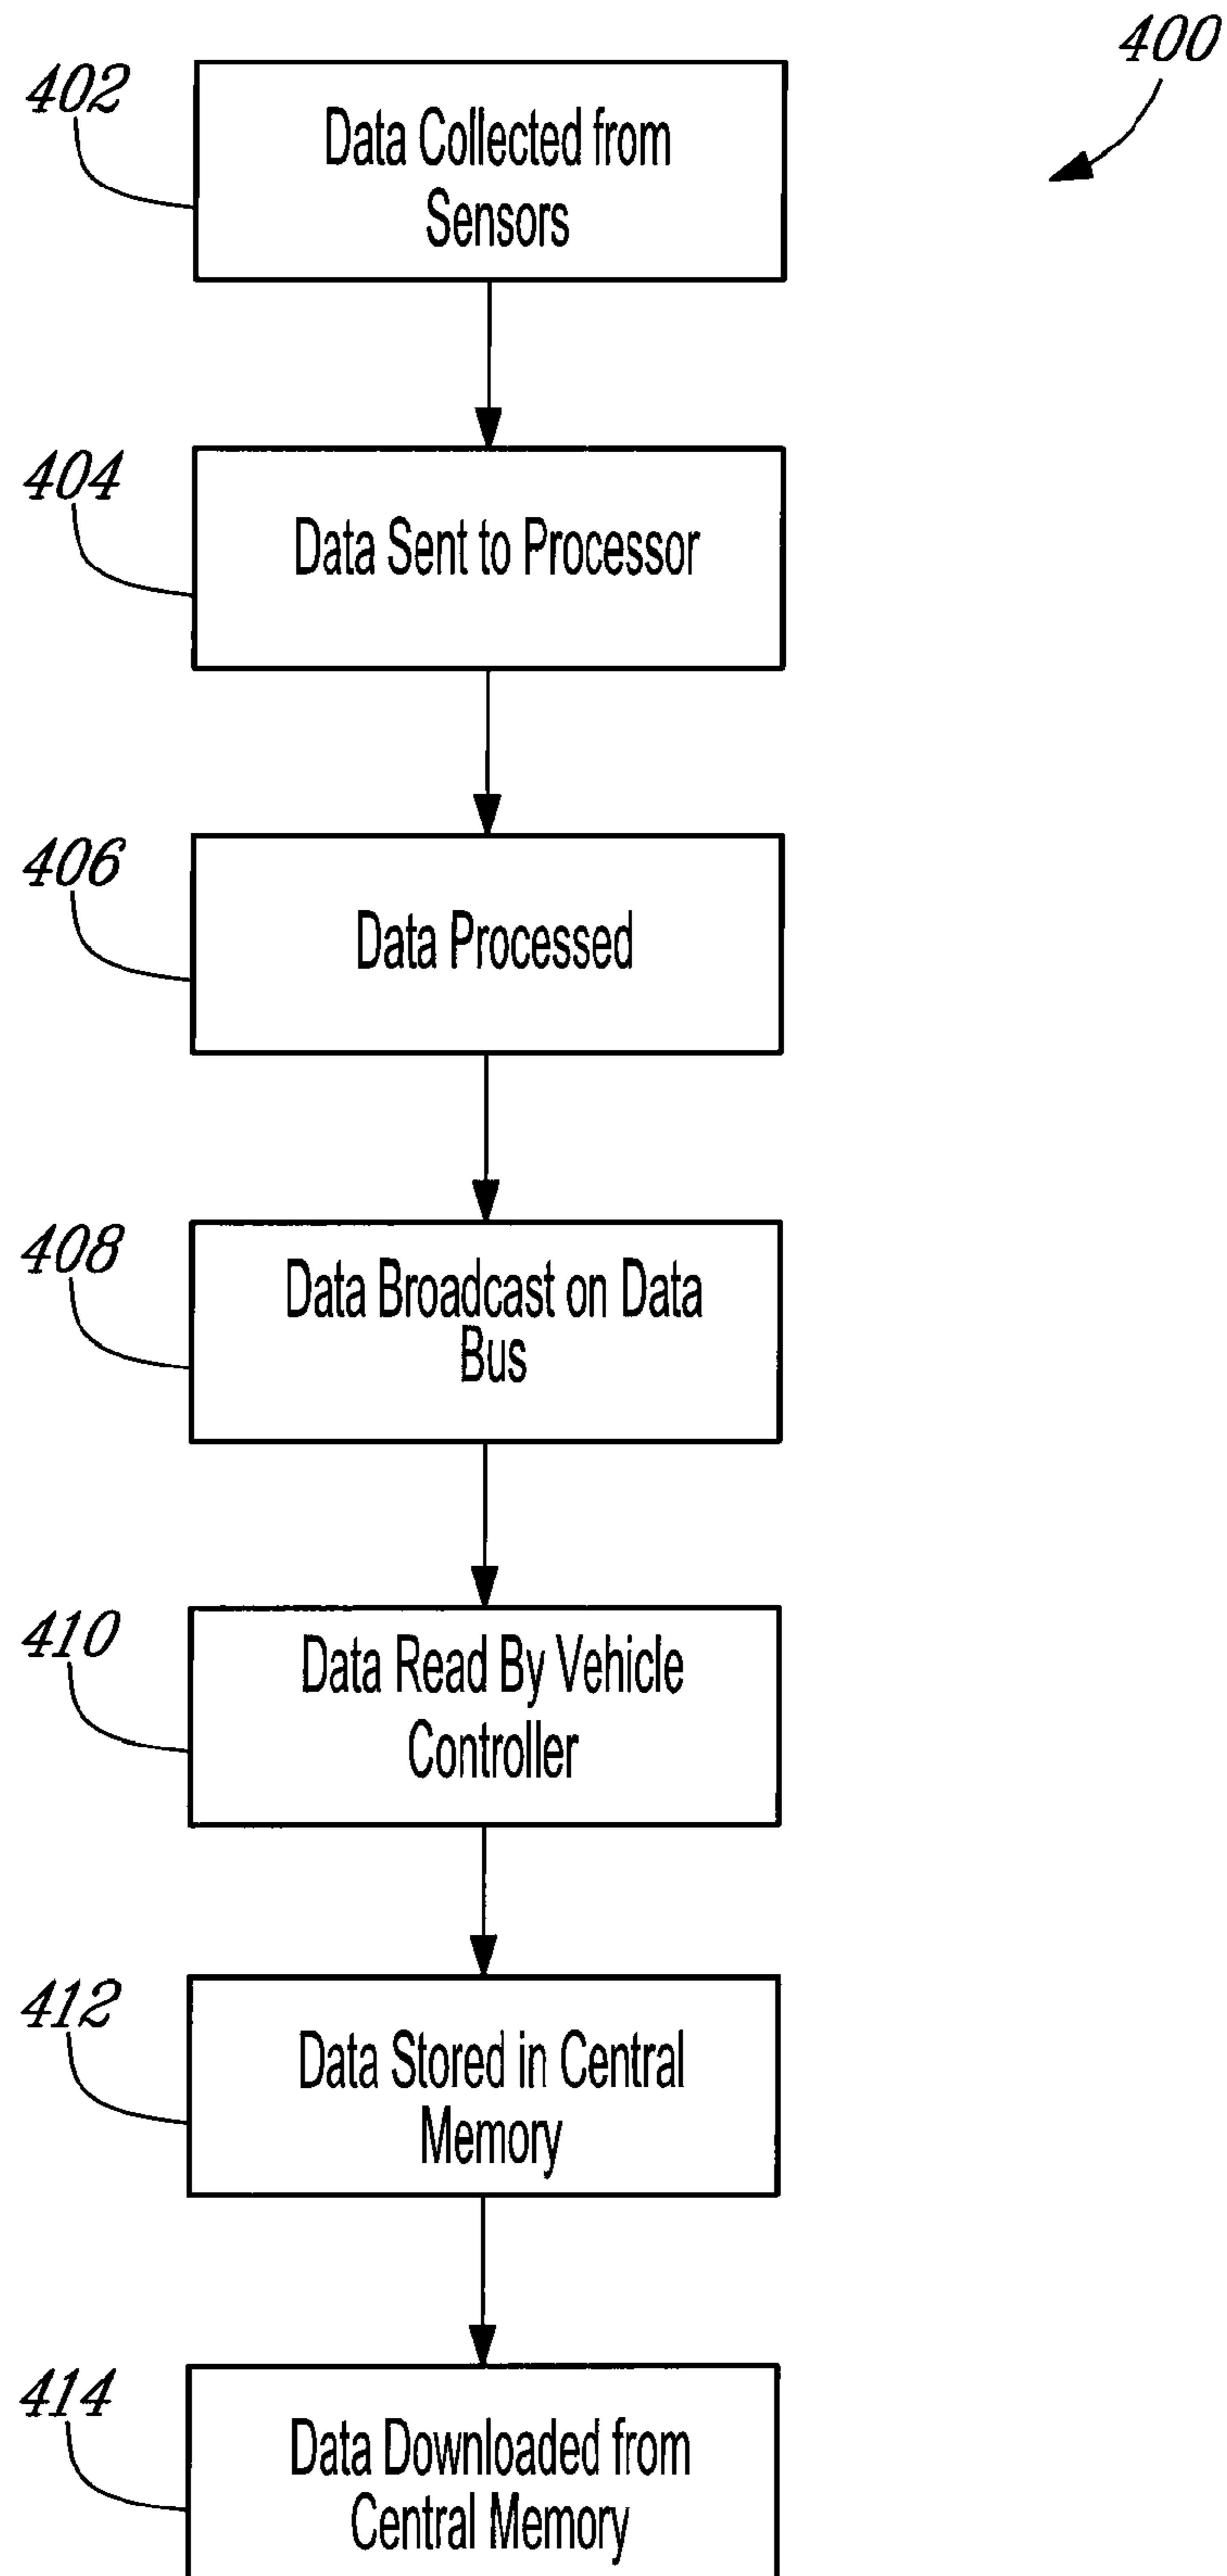 400
402
Data Collected from
Sensors
404
Data Sent to Processor
406
Data Processed
408
Data Broadcast on Data
Bus
410
Data Read By Vehicle
Controller
412
Data Stored in Central
Memory
414
Data Downloaded from
Central Memory